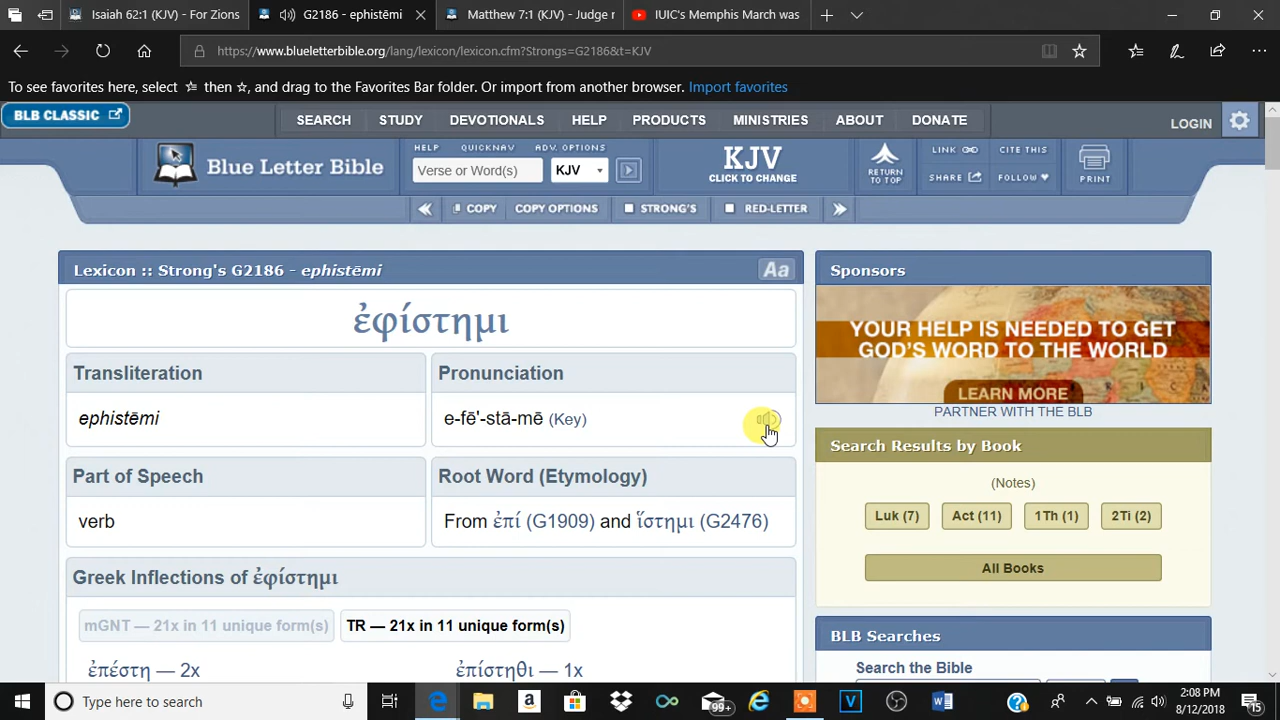 Isaiah 62:1 (KJV) - For Zions
G2186 - ephistēmi
Matthew 7:1 (KJV) - Judge r
IUIC's Memphis March was
https://www.blueletterbible.org/lang/lexicon/lexicon.cfm?Strongs=G2186&t=KJV
To see favorites here, select ☆ then ☆, and drag to the Favorites Bar folder. Or import from another browser. Import favorites
BLB CLASSIC
SEARCH STUDY DEVOTIONALS HELP PRODUCTS MINISTRIES ABOUT DONATE LOGIN
Blue Letter Bible
HELP QUICKNAV ADV. OPTIONS
Verse or Word(s) KJV
KJV
CLICK TO CHANGE
RETURN TO TOP
LINK CITE THIS
SHARE FOLLOW
PRINT
COPY COPY OPTIONS STRONG'S RED-LETTER
Lexicon :: Strong's G2186 - ephistēmi Aa
ἐφίστημι
Transliteration
ephistēmi
Pronunciation
e-fē'-stā-mē (Key)
Part of Speech
verb
Root Word (Etymology)
From ἐπί (G1909) and ἵστημι (G2476)
Greek Inflections of ἐφίστημι
mGNT — 21x in 11 unique form(s) TR — 21x in 11 unique form(s)
ἐπέστη — 2x ἐπίστηθι — 1x
Sponsors
YOUR HELP IS NEEDED TO GET
GOD'S WORD TO THE WORLD
LEARN MORE
PARTNER WITH THE BLB
Search Results by Book
(Notes)
Luk (7) Act (11) 1Th (1) 2Ti (2)
All Books
BLB Searches
Search the Bible
Type here to search
99+
2:08 PM
8/12/2018
15